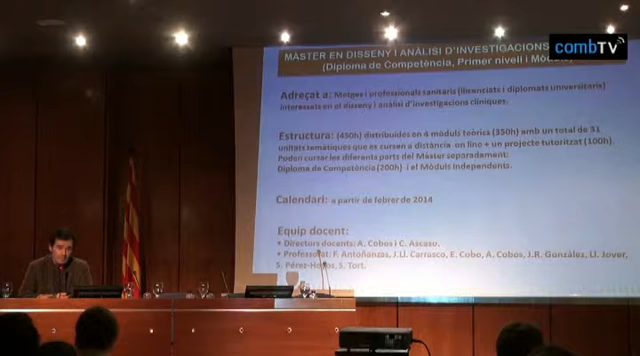 combTV
MÀSTER EN DISSENY I ANÀLISI D'INVESTIGACIONS
(Diploma de Competència, Primer nivell i Mòduls)
Adreçat a: Metges i professionals sanitaris (llicenciats i diplomats universitaris)
interessats en el disseny i anàlisi d'investigacions clíniques.
Estructura: (450h) distribuïdes en 4 mòduls teòrics (350h) amb un total de 31
unitats temàtiques que es cursen a distància on line + un projecte tutoritzat (100h).
Poden cursar les diferents parts del Màster separadament:
Diploma de Competència (200h) i el Mòduls Independents.
Calendari: a partir de febrer de 2014
Equip docent:
• Directors docents: A. Cobos i C. Ascaso.
• Professorat: F. Antoñanzas, J.Ll. Carrasco, E. Cobo, A. Cobos, J.R. González, Ll. Jover,
S. Pérez-Hoyos, S. Tort.